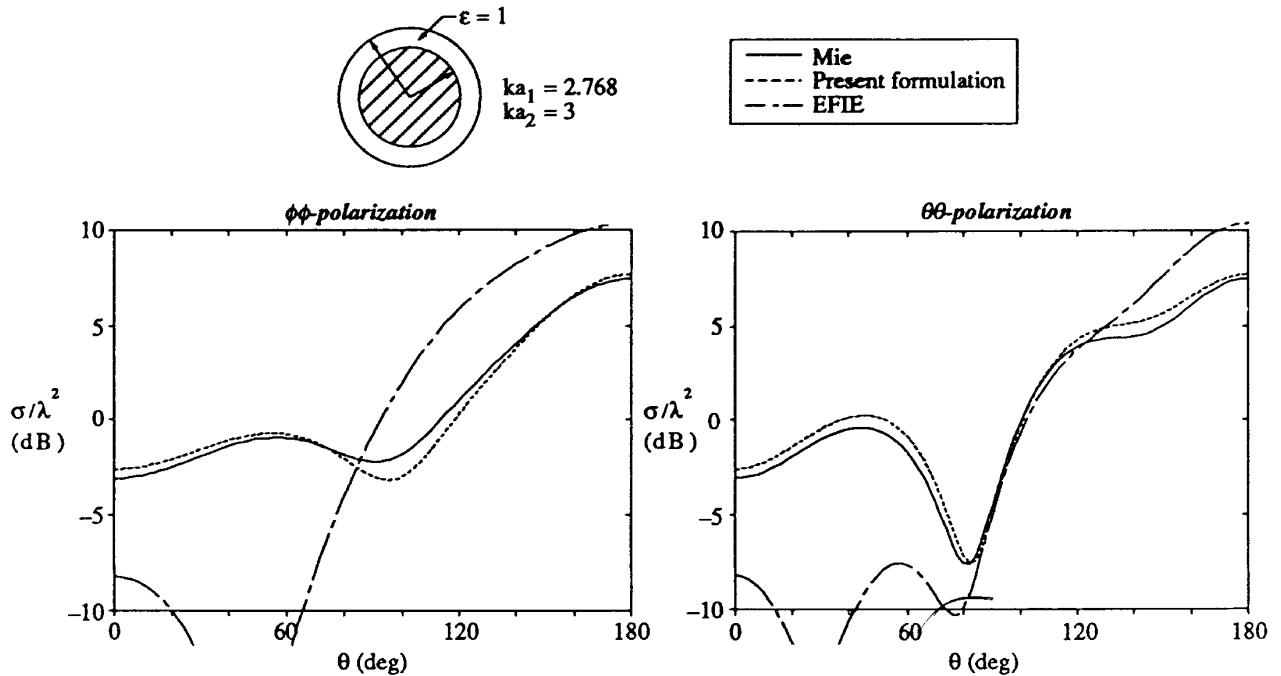 ε = 1
ka₁ = 2.768
ka₂ = 3
Mie
Present formulation
EFIE
ϕϕ-polarization
10
5
0
−5
−10
σ/λ²
(dB)
0
60
120
180
θ (deg)
θθ-polarization
10
5
0
−5
−10
σ/λ²
(dB)
0
60
120
180
θ (deg)